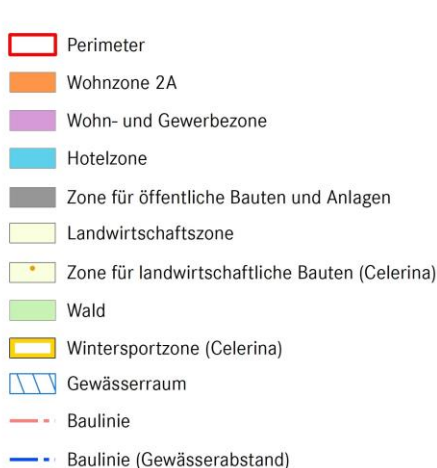 Perimeter
Wohnzone 2A
Wohn- und Gewerbezone
Hotelzone
Zone für öffentliche Bauten und Anlagen
Landwirtschaftszone
Zone für landwirtschaftliche Bauten (Celerina)
Wald
Wintersportzone (Celerina)
Gewässerraum
Baulinie
Baulinie (Gewässerabstand)